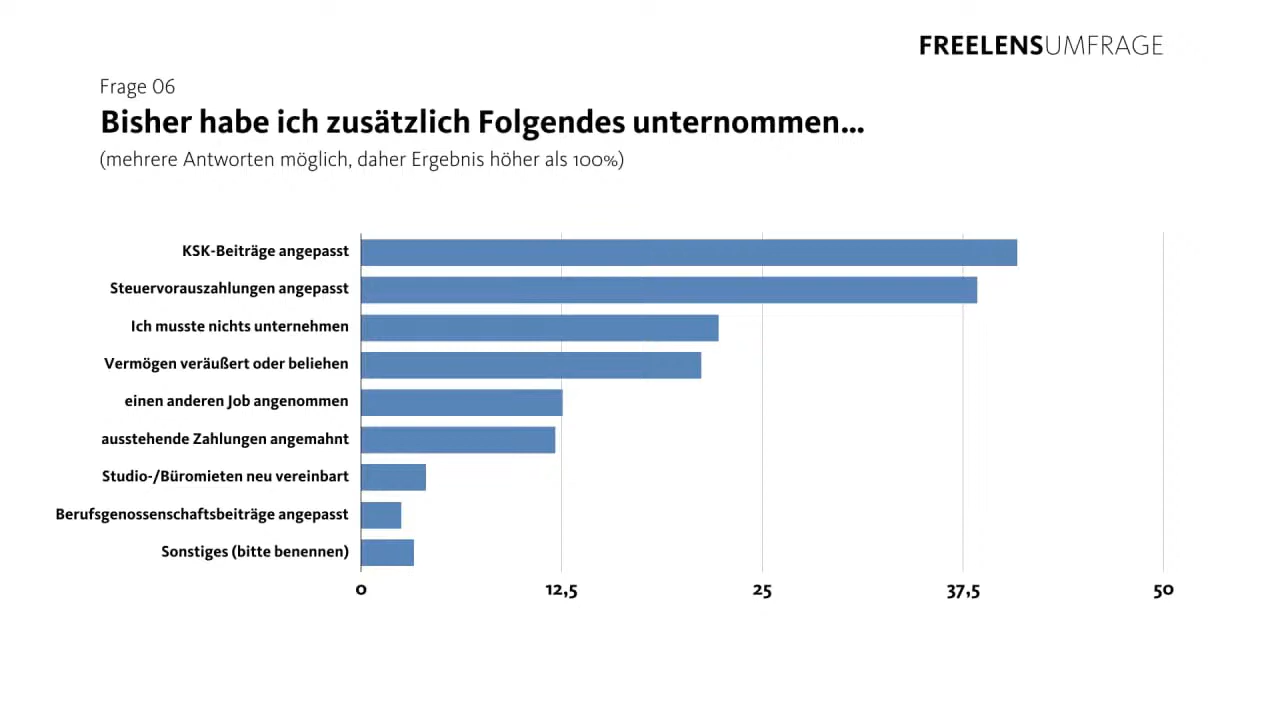 FREELENSUMFRAGE
Frage 06
Bisher habe ich zusätzlich Folgendes unternommen...
(mehrere Antworten möglich, daher Ergebnis höher als 100%)
KSK-Beiträge angepasst
Steuervorauszahlungen angepasst
Ich musste nichts unternehmen
Vermögen veräußert oder beliehen
einen anderen Job angenommen
ausstehende Zahlungen angemahnt
Studio-/Büromieten neu vereinbart
Berufsgenossenschaftsbeiträge angepasst
Sonstiges (bitte benennen)
0 12,5 25 37,5 50